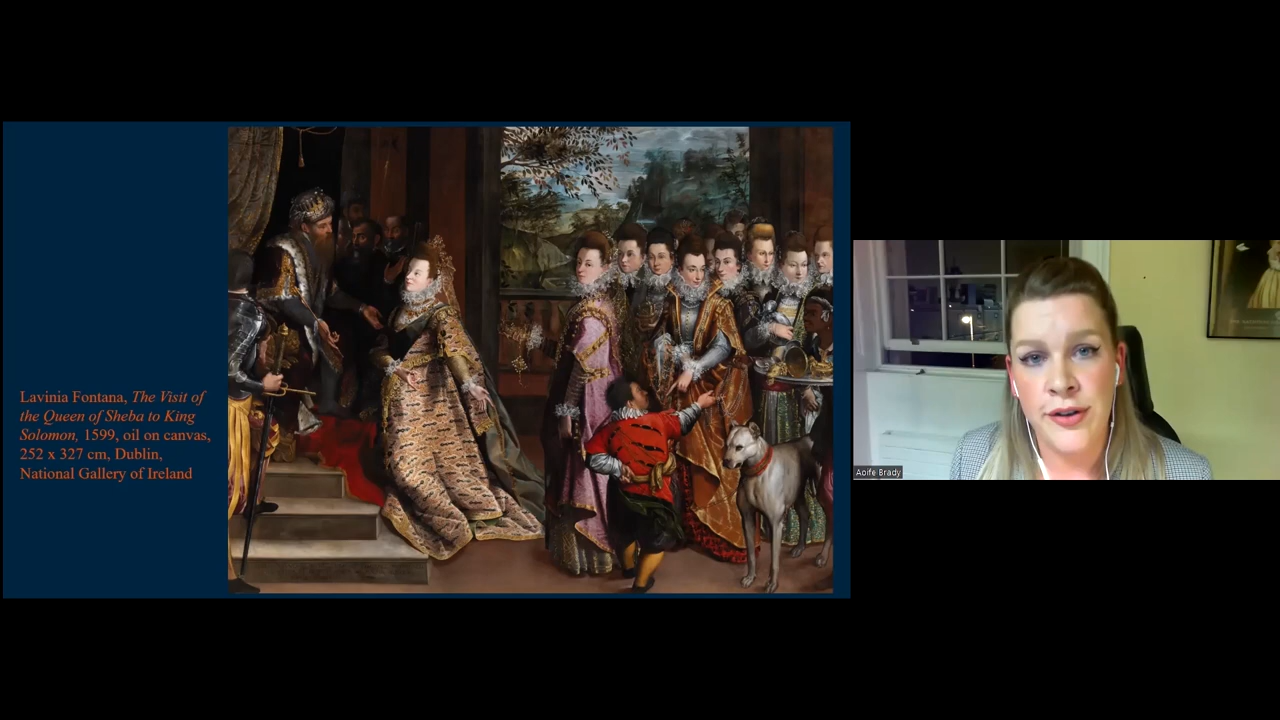 Lavinia Fontana, The Visit of
the Queen of Sheba to King
Solomon, 1599, oil on canvas,
252 x 327 cm, Dublin,
National Gallery of Ireland
Aoife Brady